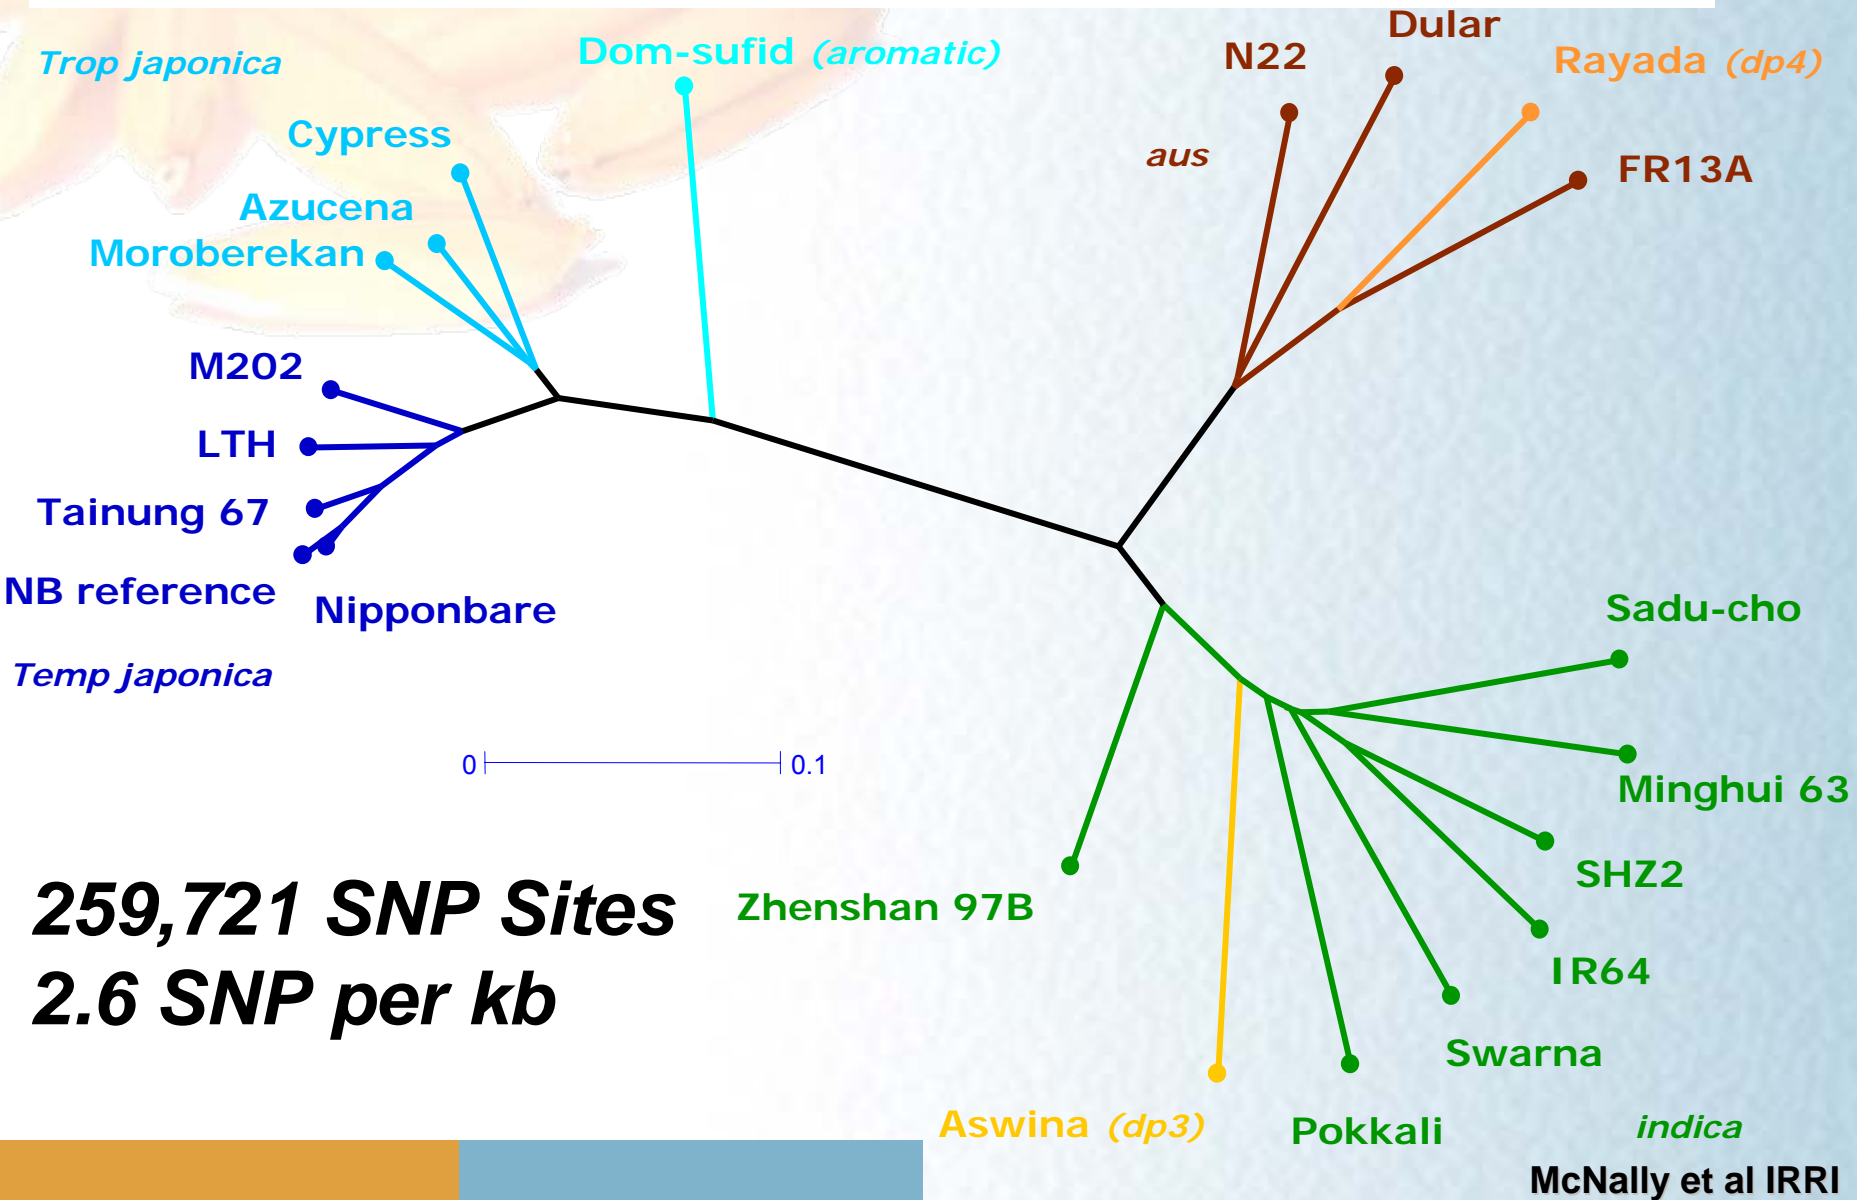 Dular
Trop japonica
Dom-sufid (aromatic)
N22
Rayada (dp4)
Cypress
aus
FR13A
Azucena
Moroberekan
M202
LTH
Tainung 67
NB reference
Nipponbare
Sadu-cho
Temp japonica
0 0.1
Minghui 63
SHZ2
259,721 SNP Sites
Zhenshan 97B
2.6 SNP per kb
IR64
Swarna
Aswina (dp3)
Pokkali
indica
McNally et al IRRI